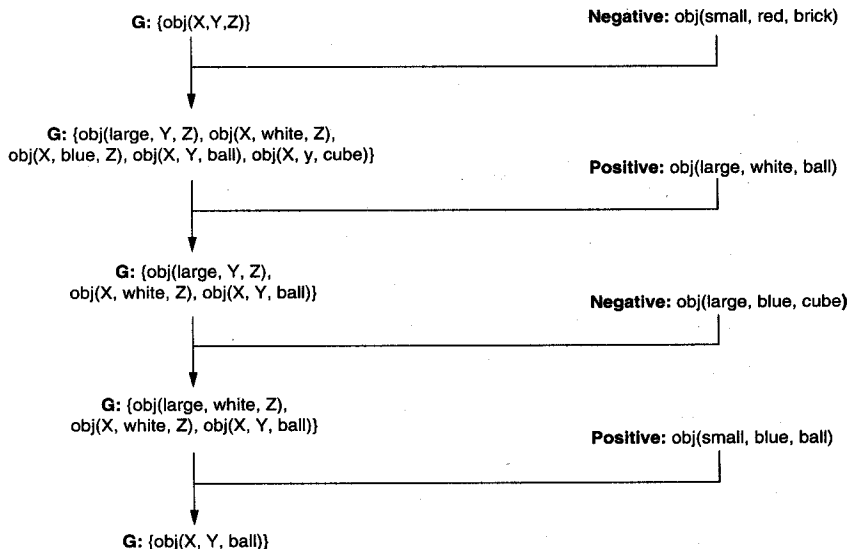 G: {obj(X,Y,Z)}
Negative: obj(small, red, brick)
G: {obj(large, Y, Z), obj(X, white, Z),
obj(X, blue, Z), obj(X, Y, ball), obj(X, y, cube)}
Positive: obj(large, white, ball)
G: {obj(large, Y, Z),
obj(X, white, Z), obj(X, Y, ball)}
Negative: obj(large, blue, cube)
G: {obj(large, white, Z),
obj(X, white, Z), obj(X, Y, ball)}
Positive: obj(small, blue, ball)
G: {obj(X, Y, ball)}